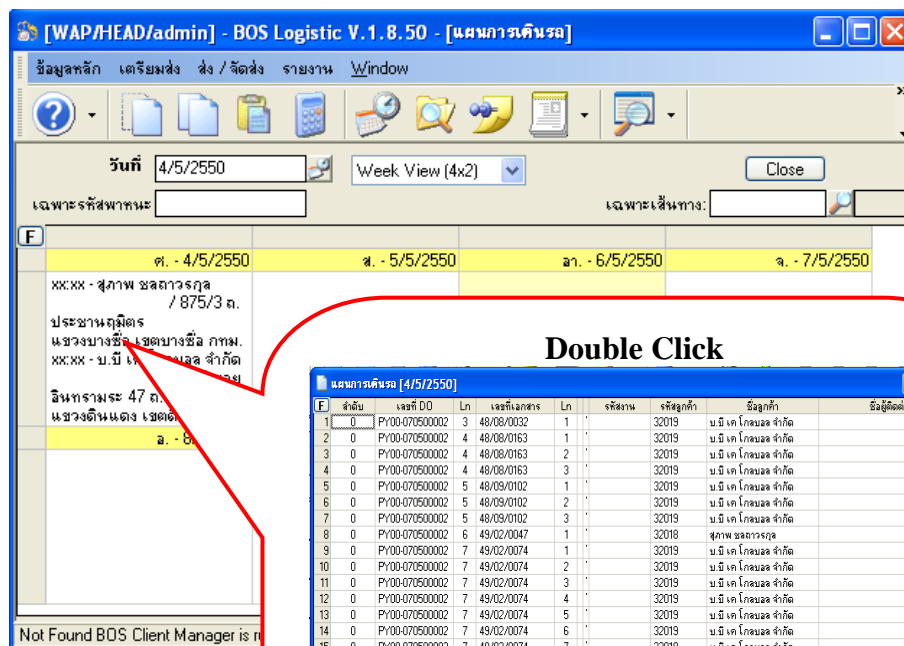 [WAP/HEAD/admin] - BOS Logistic V.1.8.50 - [แผนการเดินรถ]
ข้อมูลหลัก เตรียมส่ง ส่ง / จัดส่ง รายงาน Window
วันที่ 4/5/2550 Week View (4x2) Close
เฉพาะรหัสพาหนะ เฉพาะเส้นทาง:
F
ศ. - 4/5/2550 ส. - 5/5/2550 อา. - 6/5/2550 จ. - 7/5/2550
xx:xx - สุภาพ ชลถาวรกุล
/ 875/3 ถ.
ประชานฤมิตร
แขวงบางซื่อ เขตบางซื่อ กทม.
xx:xx - บ.บี เค โกลบอล จำกัด
อินทรามระ 47 ถ.
แขวงดินแดง
อ. - 8
Double Click
แผนการเดินรถ [4/5/2550]
F ลำดับ เลขที่ DO Ln เลขที่เอกสาร Ln รหัสงาน รหัสลูกค้า ชื่อลูกค้า ชื่อผู้ติดต่
1 0 PY00-070500002 3 48/08/0032 1 ' 32019 บ.บี เค โกลบอล จำกัด
2 0 PY00-070500002 4 48/08/0163 1 ' 32019 บ.บี เค โกลบอล จำกัด
3 0 PY00-070500002 4 48/08/0163 2 ' 32019 บ.บี เค โกลบอล จำกัด
4 0 PY00-070500002 4 48/08/0163 3 ' 32019 บ.บี เค โกลบอล จำกัด
5 0 PY00-070500002 5 48/09/0102 1 ' 32019 บ.บี เค โกลบอล จำกัด
6 0 PY00-070500002 5 48/09/0102 2 ' 32019 บ.บี เค โกลบอล จำกัด
7 0 PY00-070500002 5 48/09/0102 3 ' 32019 บ.บี เค โกลบอล จำกัด
8 0 PY00-070500002 6 49/02/0047 1 ' 32018 สุภาพ ชลถาวรกุล
9 0 PY00-070500002 7 49/02/0074 1 ' 32019 บ.บี เค โกลบอล จำกัด
10 0 PY00-070500002 7 49/02/0074 2 ' 32019 บ.บี เค โกลบอล จำกัด
11 0 PY00-070500002 7 49/02/0074 3 ' 32019 บ.บี เค โกลบอล จำกัด
12 0 PY00-070500002 7 49/02/0074 4 ' 32019 บ.บี เค โกลบอล จำกัด
13 0 PY00-070500002 7 49/02/0074 5 ' 32019 บ.บี เค โกลบอล จำกัด
14 0 PY00-070500002 7 49/02/0074 6 ' 32019 บ.บี เค โกลบอล จำกัด
Not Found BOS Client Manager is